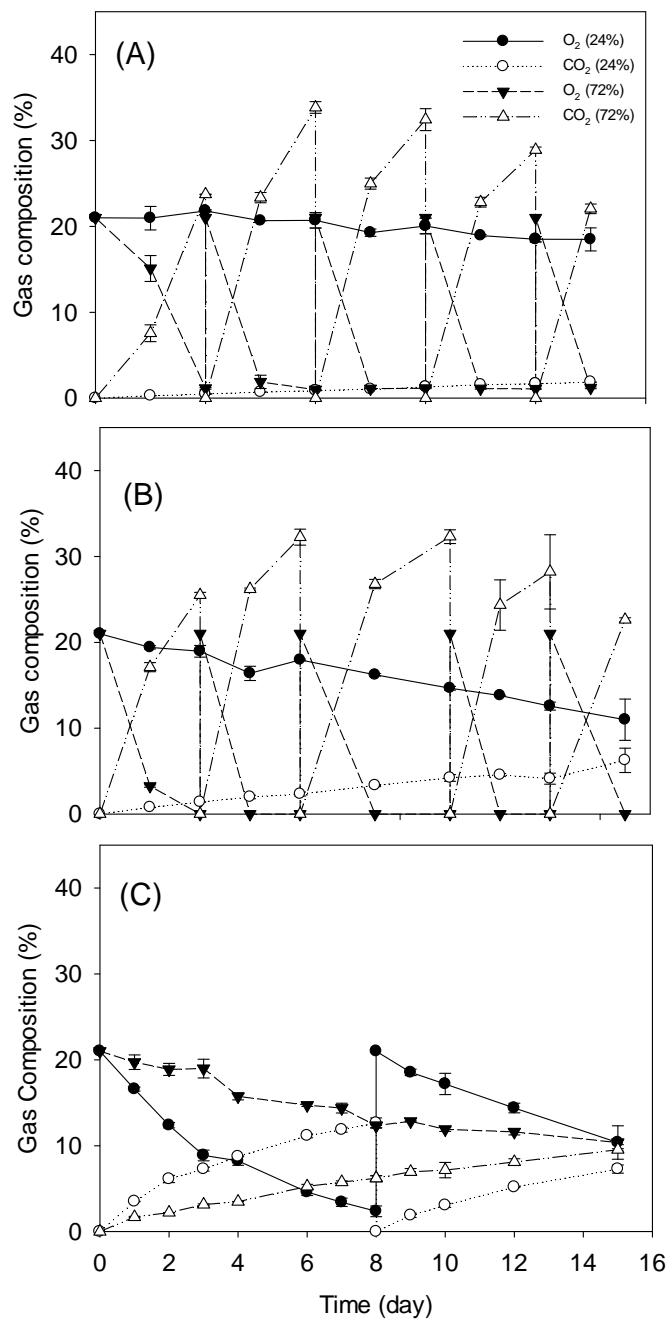 (A)
O₂ (24%)
CO₂ (24%)
O₂ (72%)
CO₂ (72%)
Gas composition (%)
40
30
20
10
0
(B)
Gas composition (%)
40
30
20
10
0
(C)
Gas Composition (%)
40
30
20
10
0
0 2 4 6 8 10 12 14 16
Time (day)